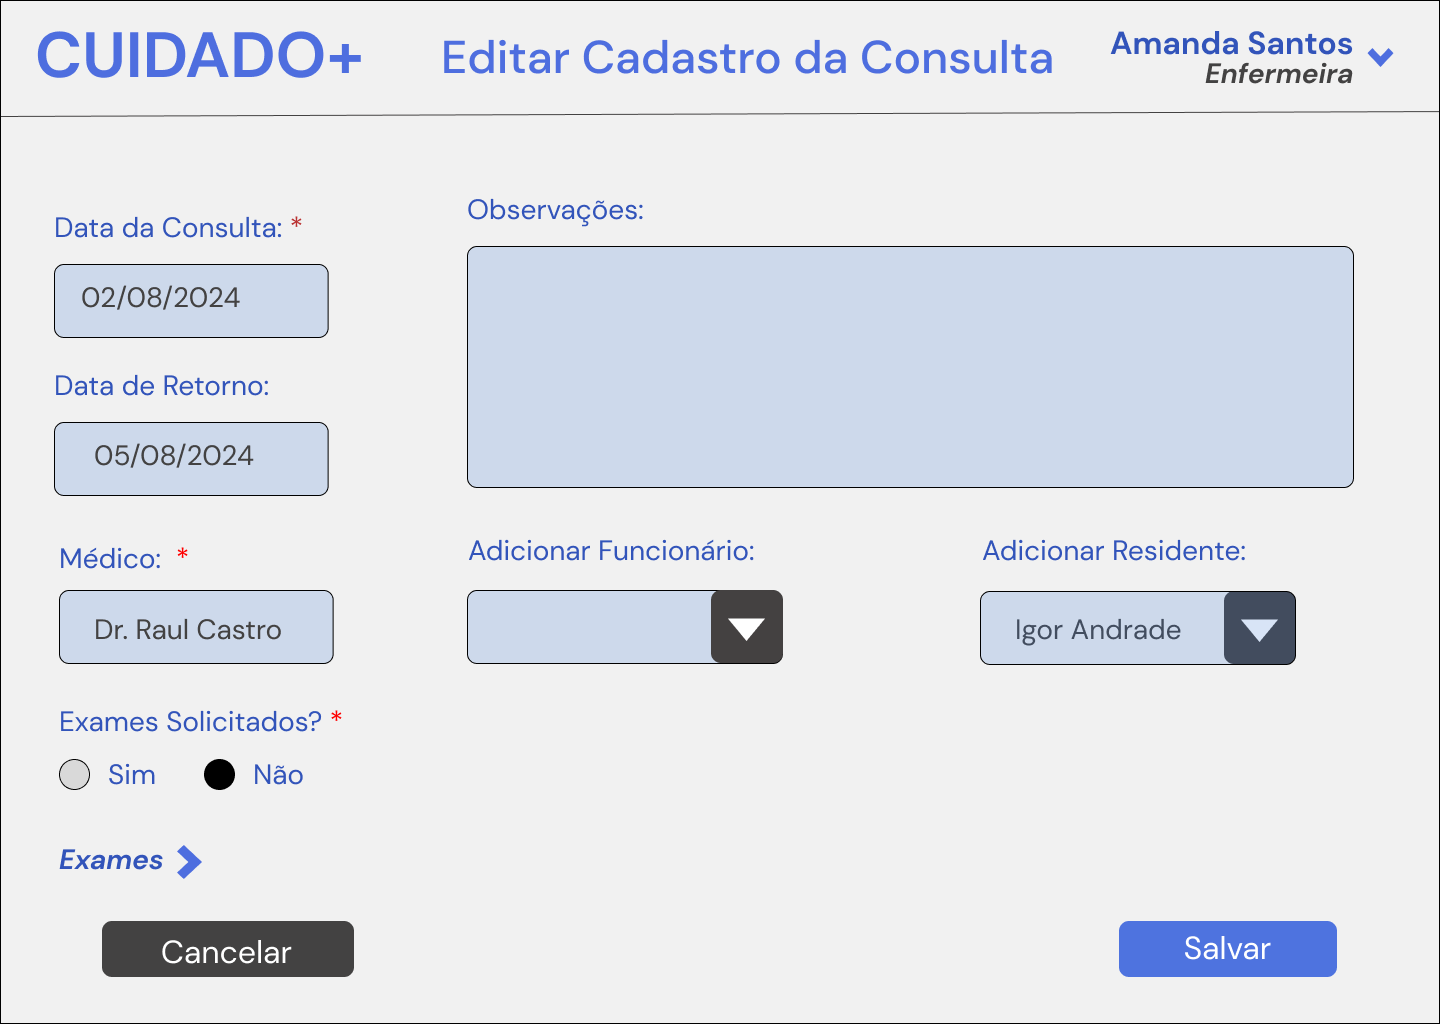 CUIDADO+
Editar Cadastro da Consulta
Amanda Santos
Enfermeira
Data da Consulta: *
02/08/2024
Data de Retorno:
05/08/2024
Observações:
Médico: *
Dr. Raul Castro
Adicionar Funcionário:
Adicionar Residente:
Igor Andrade
Exames Solicitados? *
Sim
Não
Exames
Cancelar
Salvar